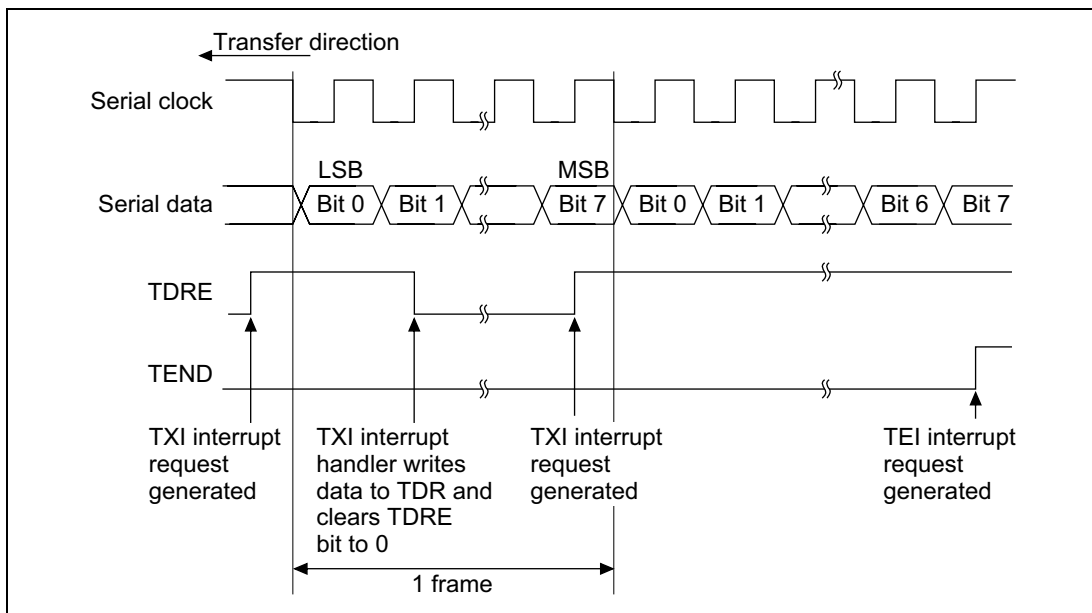 Transfer direction
Serial clock
LSB
MSB
Serial data
Bit 0
Bit 1
Bit 7
Bit 0
Bit 1
Bit 6
Bit 7
TDRE
TEND
TXI interrupt
request
generated
TXI interrupt
handler writes
data to TDR and
clears TDRE
bit to 0
TXI interrupt
request
generated
TEI interrupt
request
generated
1 frame